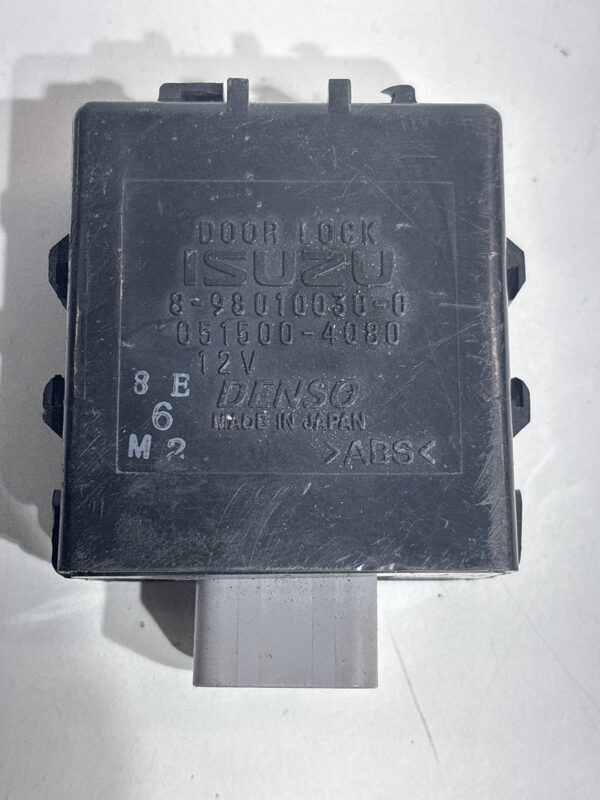 DOOR LOCK
ISUZU
8-98010030-0
051500-4080
12V
8 E
DENSO
6
MADE IN JAPAN
M 2
>ABS<